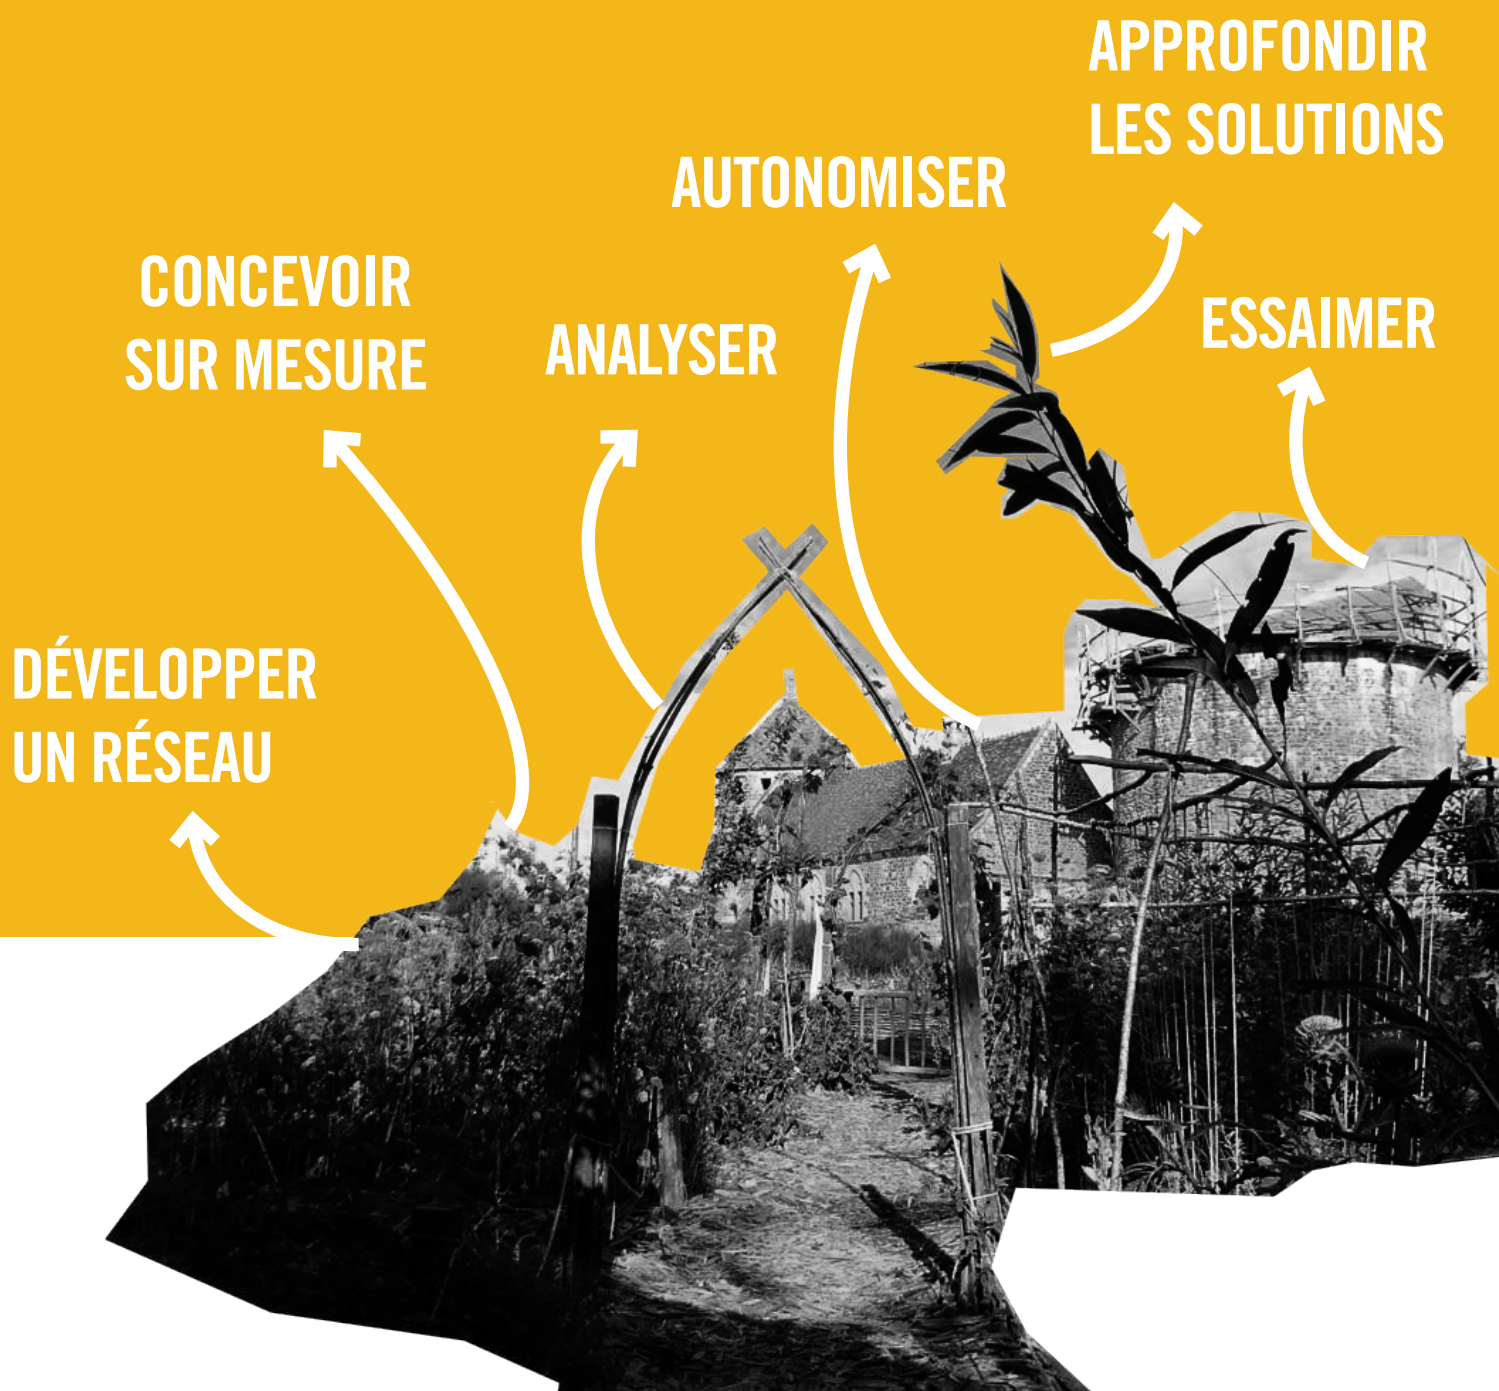 APPROFONDIR
LES SOLUTIONS
AUTONOMISER
CONCEVOIR
SUR MESURE
ANALYSER
ESSAIMER
DÉVELOPPER
UN RÉSEAU